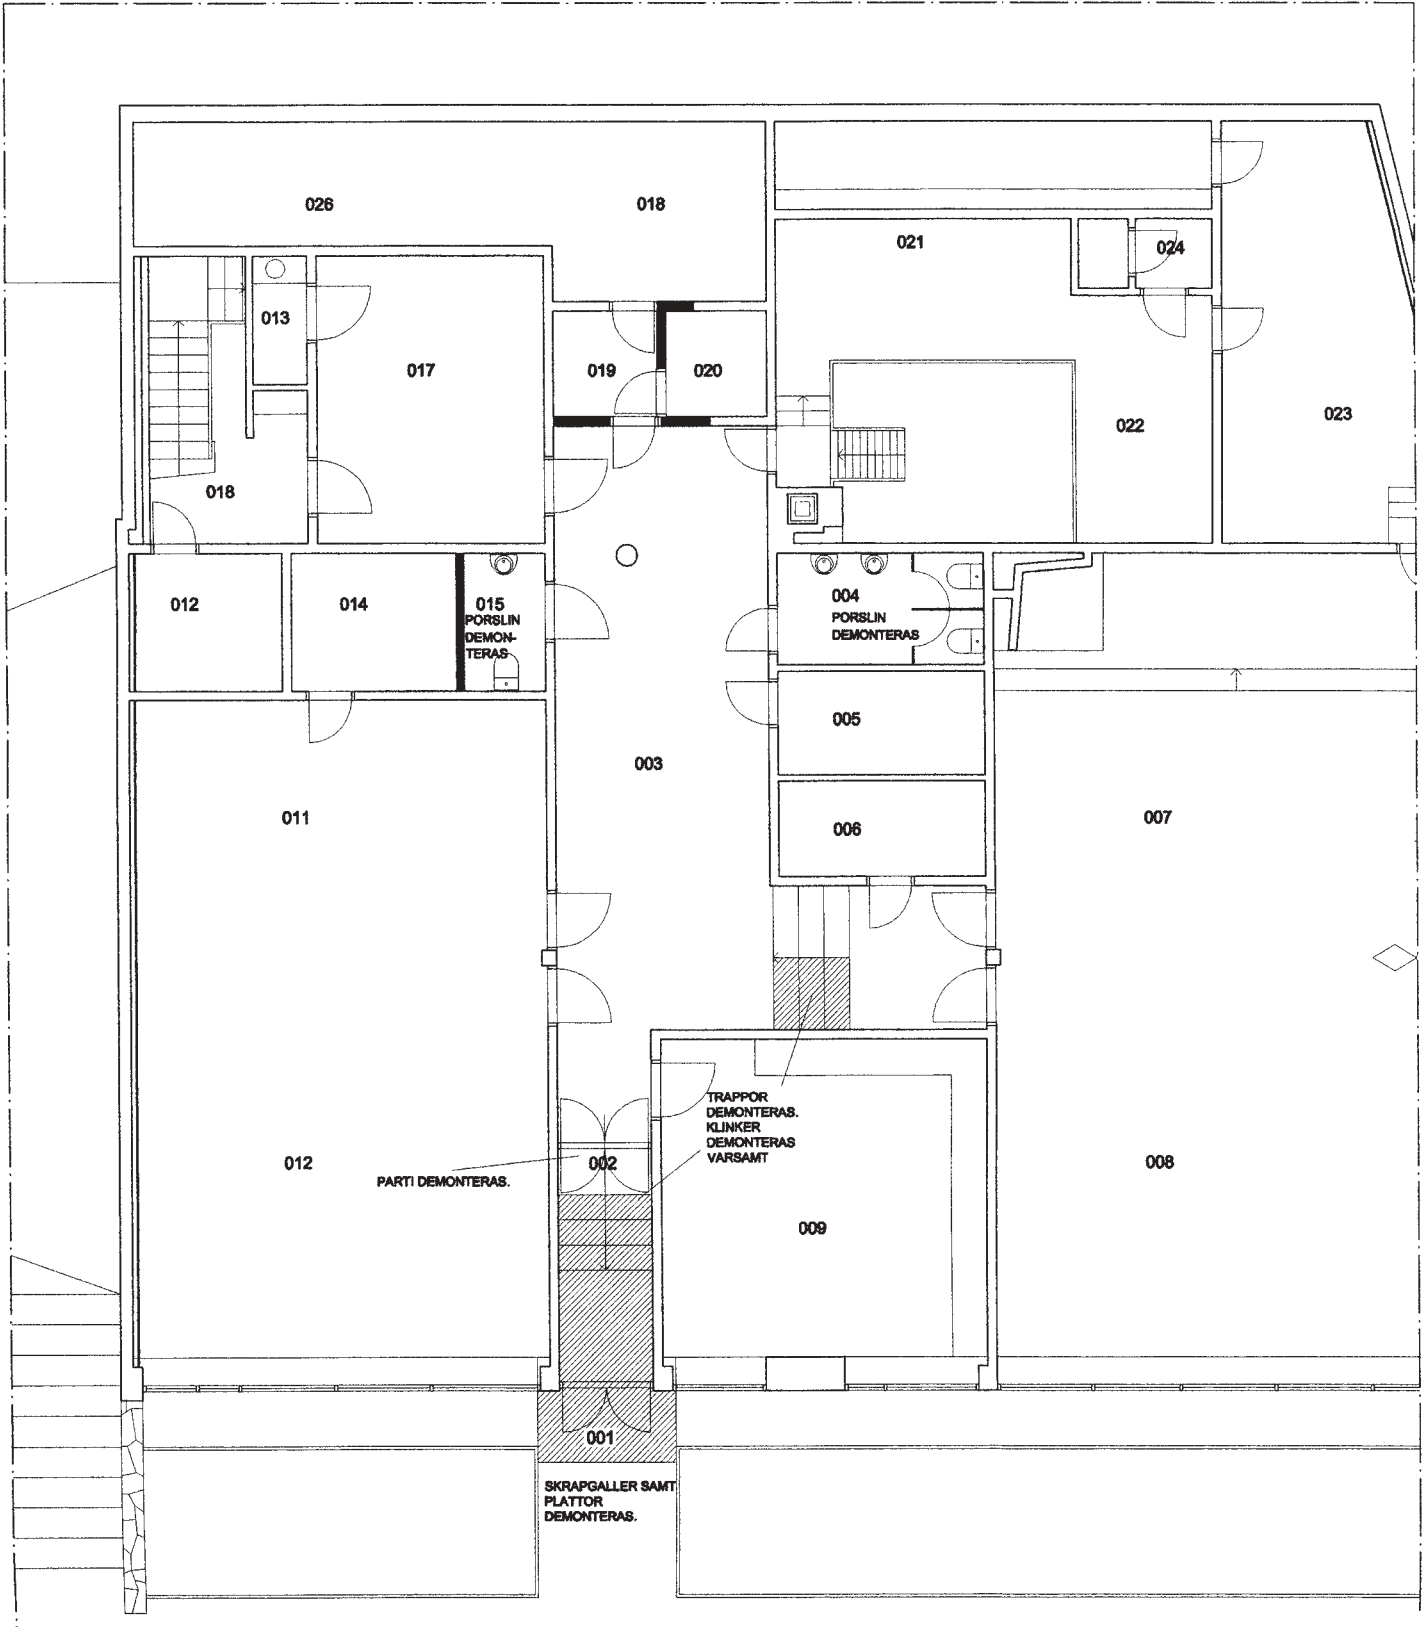 026
018
021
024
013
017
019
020
023
022
018
012
014
015
PORSLIN
DEMON-
TERAS
004
PORSLIN
DEMONTERAS
005
003
011
006
007
TRAPPOR
DEMONTERAS.
KLINKER
DEMONTERAS
VARSAMT
012
002
PARTI DEMONTERAS.
008
009
001
SKRAPGALLER SAMT
PLATTOR
DEMONTERAS.